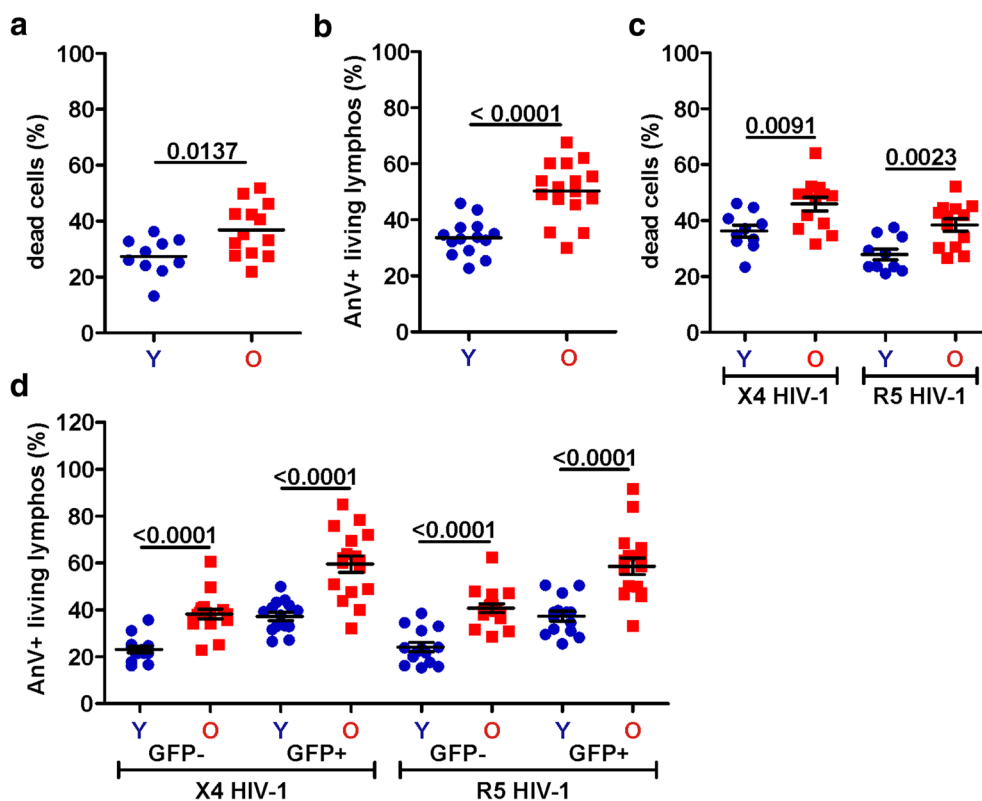 a
dead cells (%)
100
80
60
40
20
0
0.0137
Y O
b
AnV+ living lymphos (%)
100
80
60
40
20
0
< 0.0001
Y O
c
dead cells (%)
100
80
60
40
20
0
0.0091
0.0023
Y O Y O
X4 HIV-1 R5 HIV-1
d
AnV+ living lymphos (%)
120
100
80
60
40
20
0
<0.0001
<0.0001
<0.0001
<0.0001
Y O Y O Y O Y O
GFP- GFP+ GFP- GFP+
X4 HIV-1 R5 HIV-1